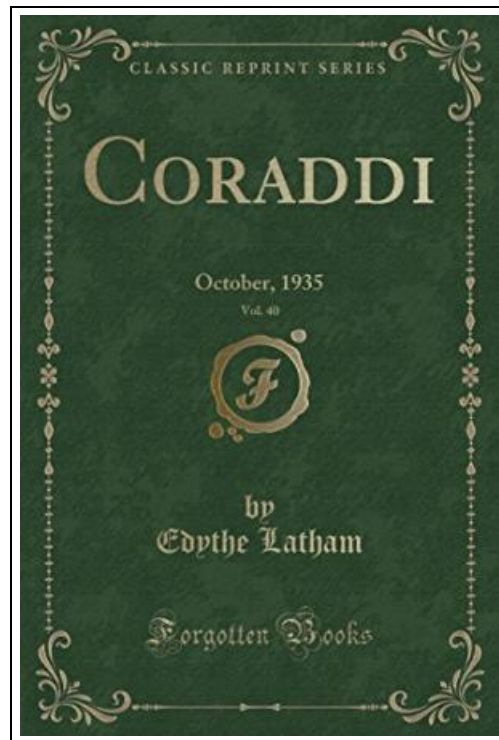 CLASSIC REPRINT SERIES
CORADDI
October, 1935
Vol. 40
F
by
Edythe Latham
Forgotten Books